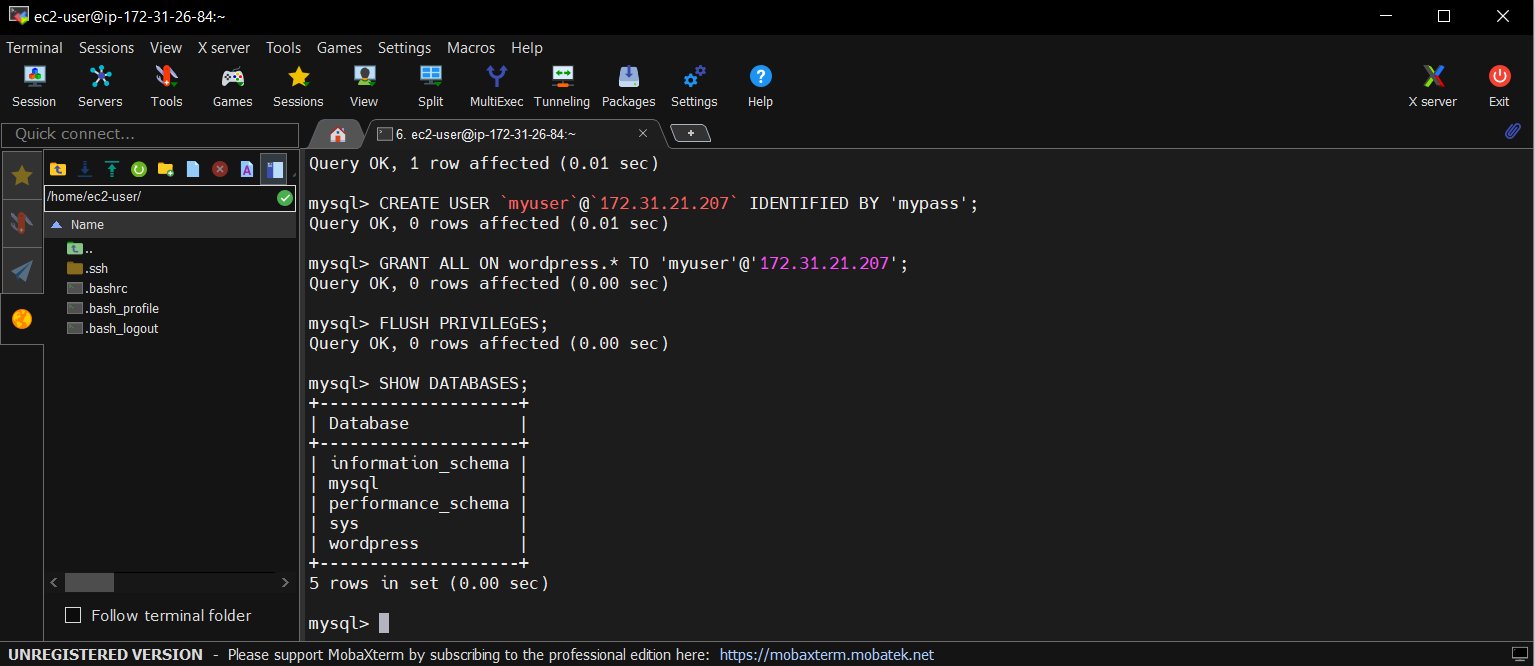 ec2-user@ip-172-31-26-84:~
Terminal Sessions View X server Tools Games Settings Macros Help
Session Servers Tools Games Sessions View Split MultiExec Tunneling Packages Settings Help X server Exit
Quick connect...
6. ec2-user@ip-172-31-26-84:~
/home/ec2-user/
Name
..
.ssh
.bashrc
.bash_profile
.bash_logout
Follow terminal folder
Query OK, 1 row affected (0.01 sec)
mysql> CREATE USER `myuser`@`172.31.21.207` IDENTIFIED BY 'mypass';
Query OK, 0 rows affected (0.01 sec)
mysql> GRANT ALL ON wordpress.* TO 'myuser'@'172.31.21.207';
Query OK, 0 rows affected (0.00 sec)
mysql> FLUSH PRIVILEGES;
Query OK, 0 rows affected (0.00 sec)
mysql> SHOW DATABASES;
+--------------------+
| Database           |
+--------------------+
| information_schema |
| mysql              |
| performance_schema |
| sys                |
| wordpress          |
+--------------------+
5 rows in set (0.00 sec)
mysql>
UNREGISTERED VERSION - Please support MobaXterm by subscribing to the professional edition here: https://mobaxterm.mobatek.net